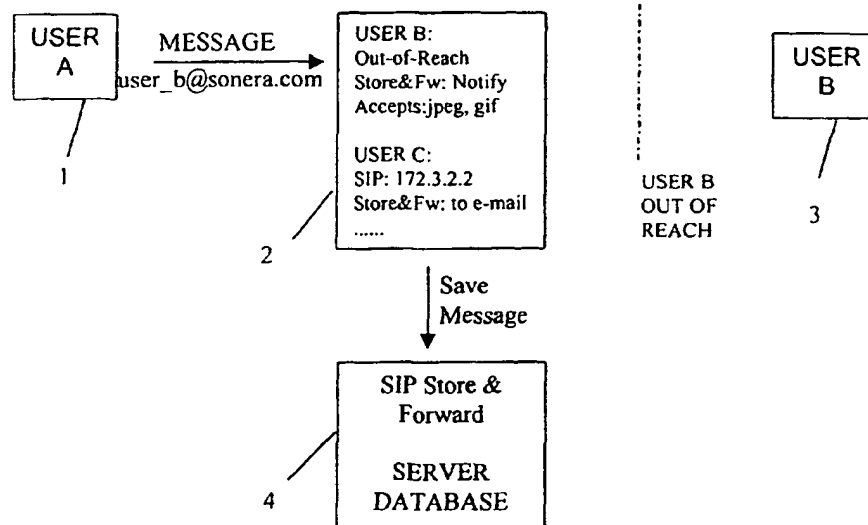 USER
A
MESSAGE
user_b@sonera.com
1
USER B:
Out-of-Reach
Store&Fw: Notify
Accepts:jpeg, gif
USER C:
SIP: 172.3.2.2
Store&Fw: to e-mail
......
2
USER B
OUT OF
REACH
USER
B
3
Save
Message
SIP Store &
Forward
SERVER
DATABASE
4